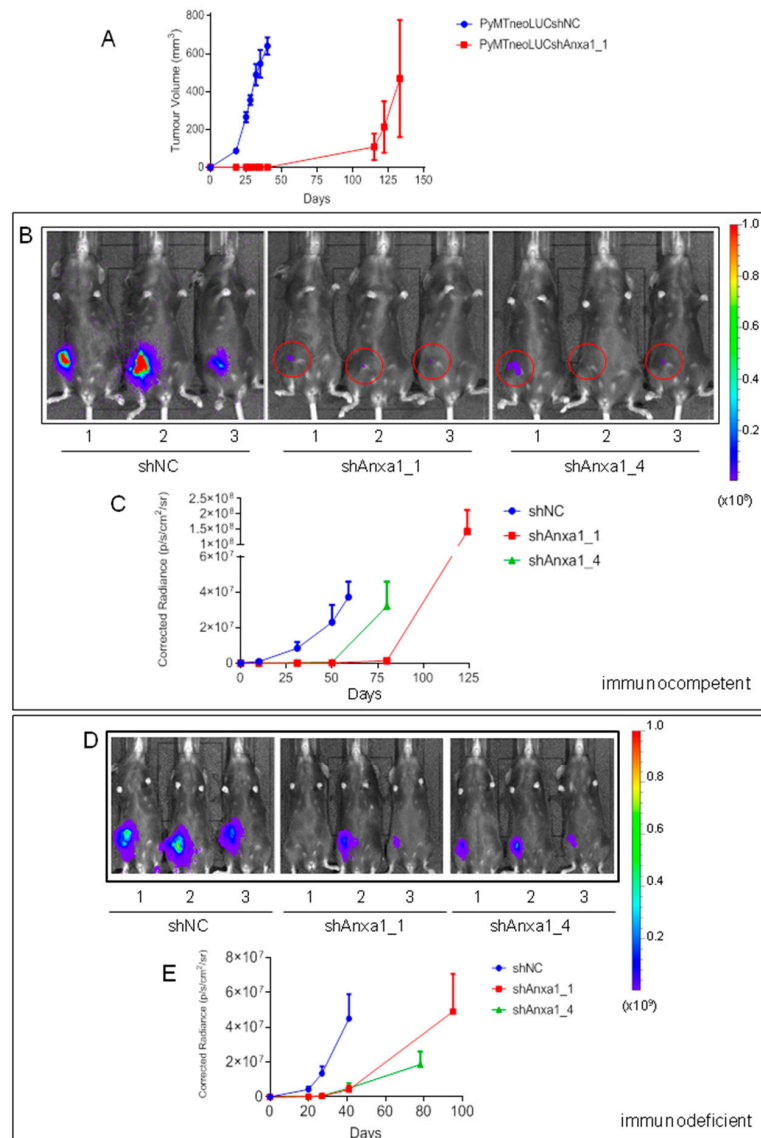 A
Tumour Volume (mm³)
800
600
400
200
0
0 25 50 75 100 125 150
Days
PyMTneoLUCshNC
PyMTneoLUCshAnxa1_1
B
1 2 3 1 2 3 1 2 3
shNC shAnxa1_1 shAnxa1_4
1.0
0.8
0.6
0.4
0.2
(x10⁸)
C
Corrected Radiance (p/s/cm²/sr)
2.5×10⁸
2×10⁸
1.5×10⁸
1×10⁸
6×10⁷
4×10⁷
2×10⁷
0
0 25 50 75 100 125
Days
shNC
shAnxa1_1
shAnxa1_4
immunocompetent
D
1 2 3 1 2 3 1 2 3
shNC shAnxa1_1 shAnxa1_4
1.0
0.8
0.6
0.4
0.2
(x10⁹)
E
Corrected Radiance (p/s/cm²/sr)
8×10⁷
6×10⁷
4×10⁷
2×10⁷
0
0 20 40 60 80 100
Days
shNC
shAnxa1_1
shAnxa1_4
immunodeficient